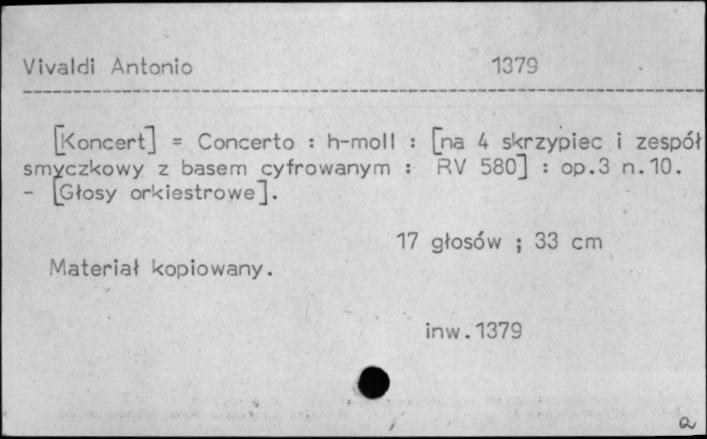 Vivaldi Antonio 1379
[Koncert] = Concerto : h-moll : [na 4 skrzypiec i zespół
smyczkowy z basem cyfrowanym : RV 580] : op.3 n.10.
- [Głosy orkiestrowe].
17 głosów ; 33 cm
Materiał kopiowany.
inw.1379
a